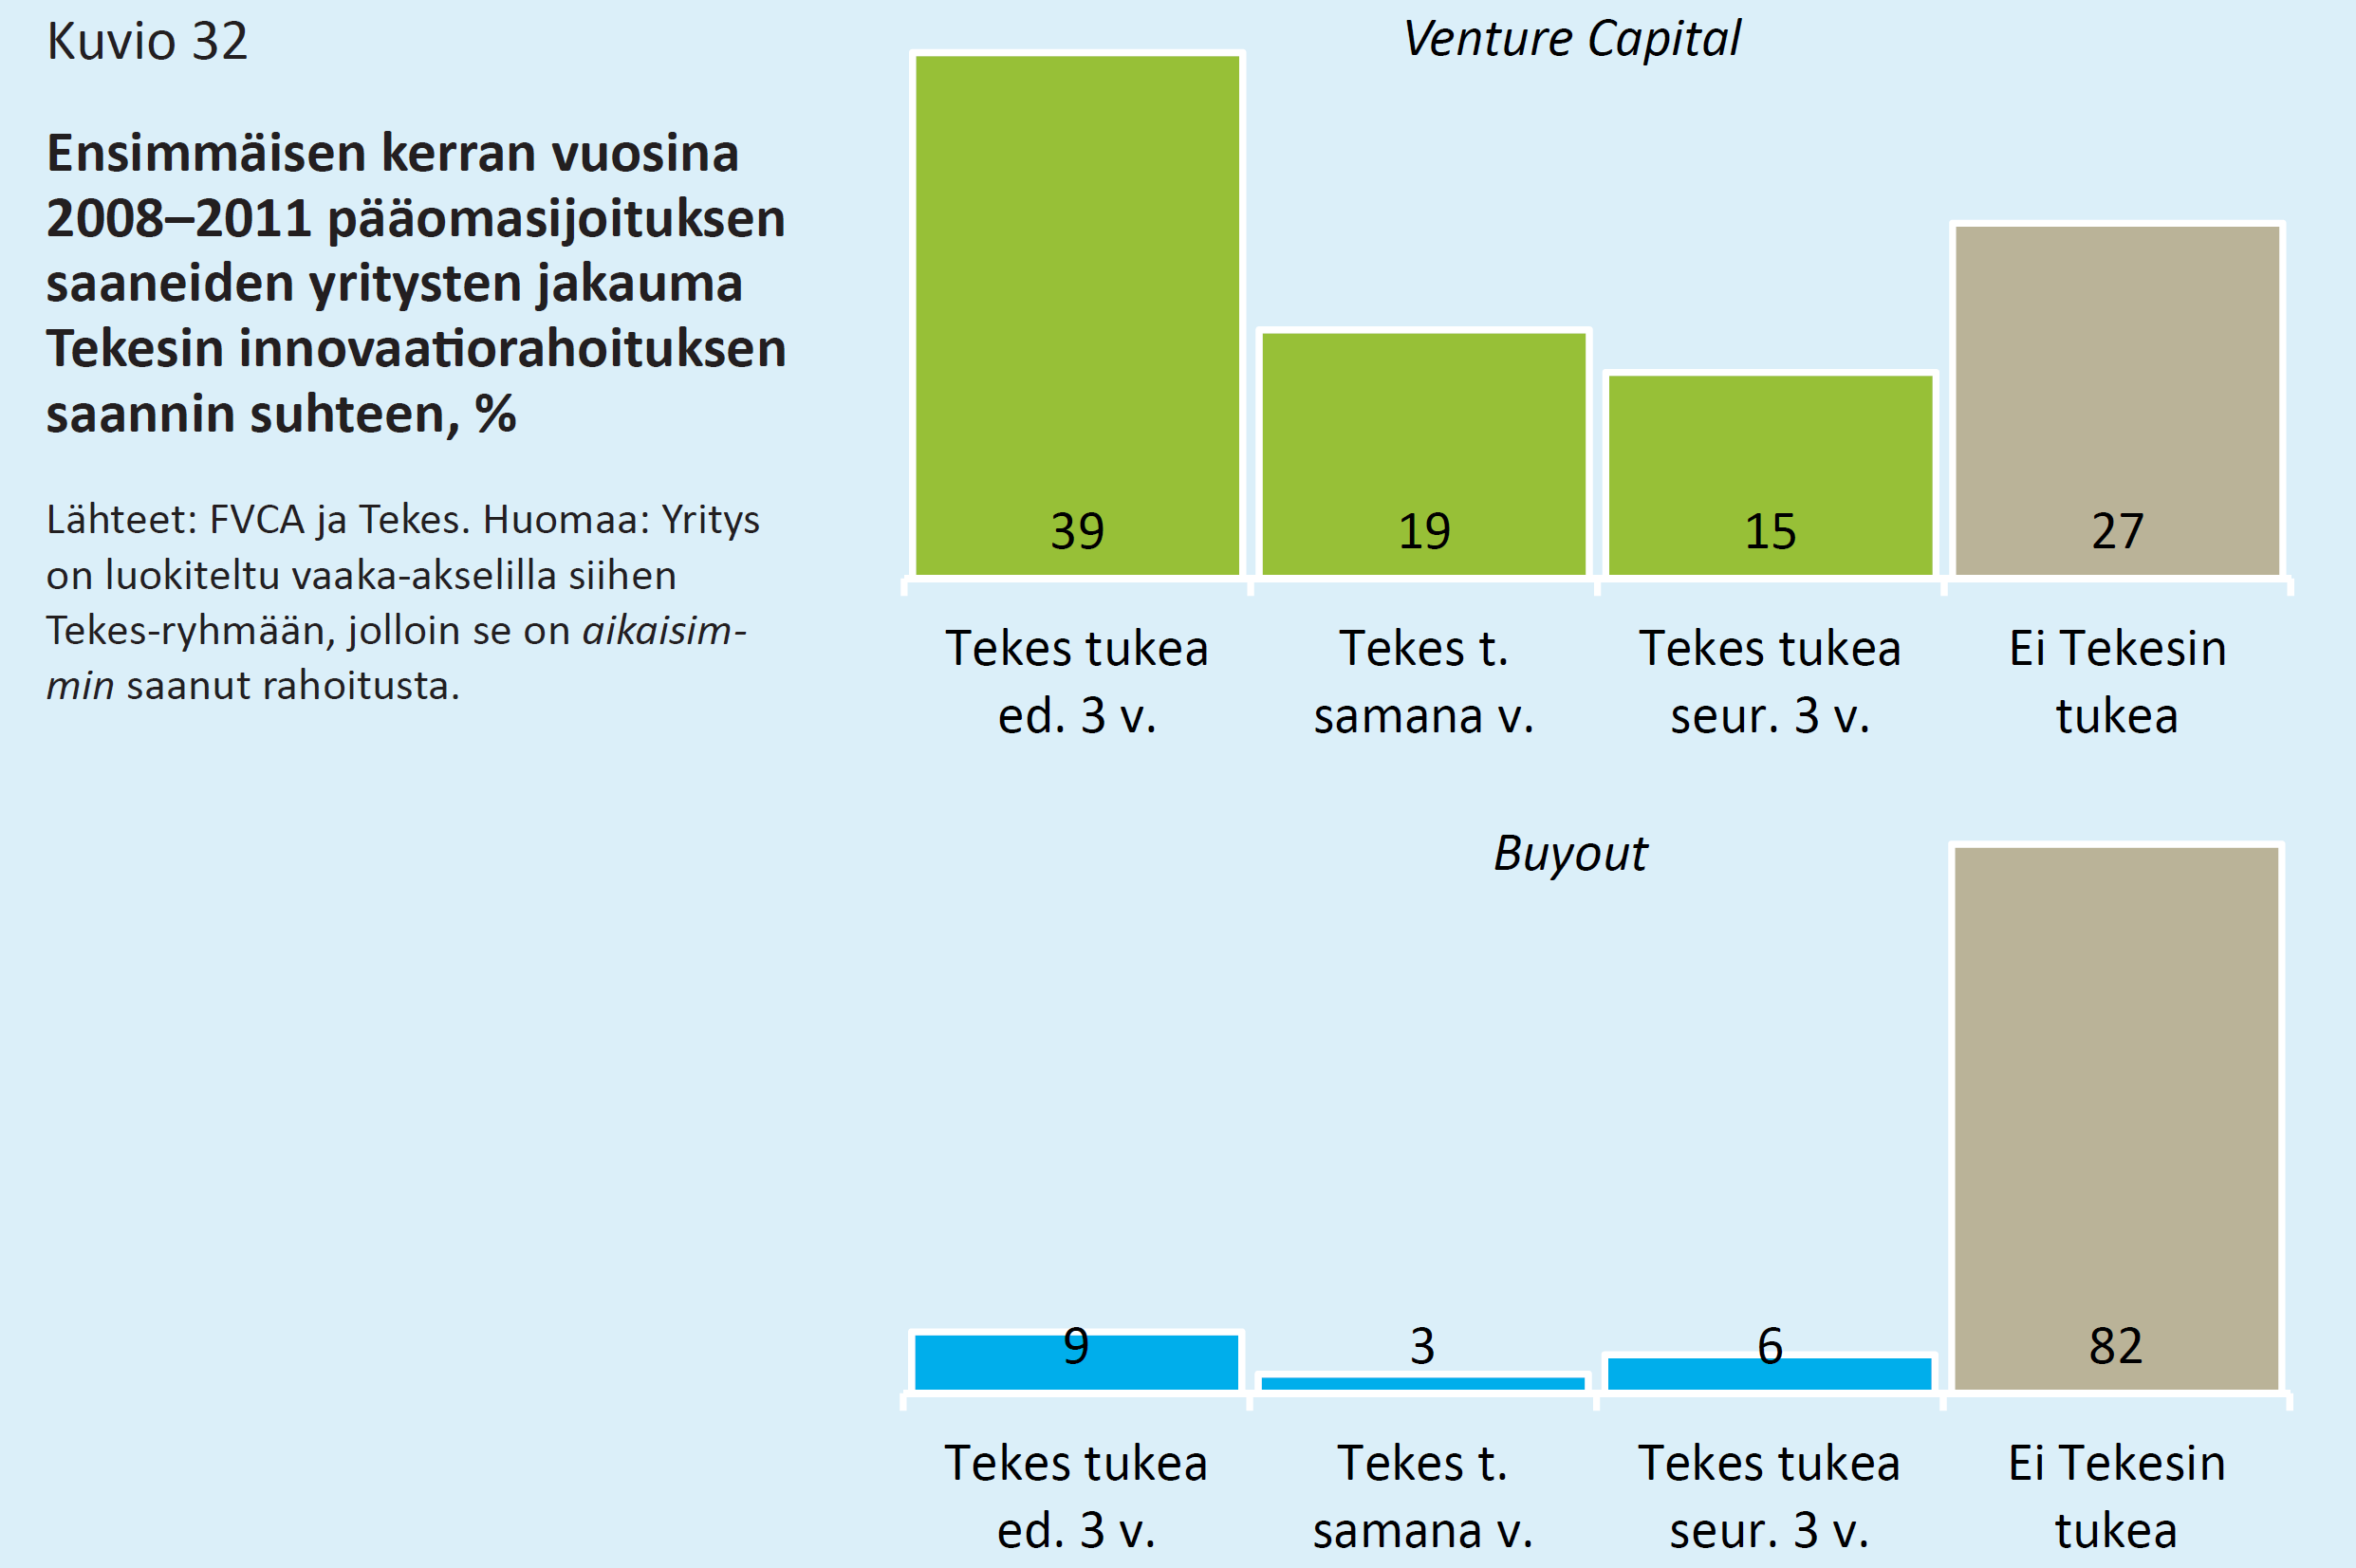 Kuvio 32
Ensimmäisen kerran vuosina
2008–2011 pääomasijoituksen
saaneiden yritysten jakauma
Tekesin innovaatiorahoituksen
saannin suhteen, %
Lähteet: FVCA ja Tekes. Huomaa: Yritys
on luokiteltu vaaka-akselilla siihen
Tekes-ryhmään, jolloin se on aikaisim-
min saanut rahoitusta.
Venture Capital
39 19 15 27
Tekes tukea Tekes t. Tekes tukea Ei Tekesin
ed. 3 v. samana v. seur. 3 v. tukea
Buyout
9 3 6 82
Tekes tukea Tekes t. Tekes tukea Ei Tekesin
ed. 3 v. samana v. seur. 3 v. tukea